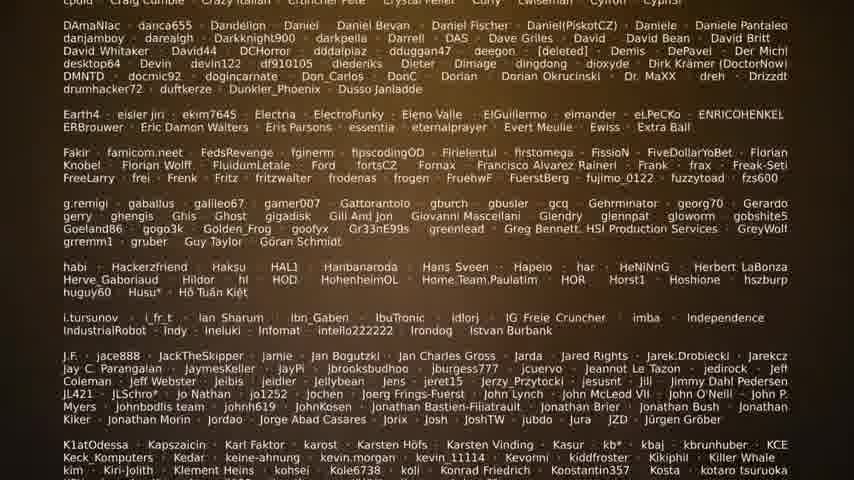 DAmaNIac · danca655 · Dandelion · Daniel · Daniel Bevan · Daniel Fischer · Daniel(PiskotCZ) · Daniele · Daniele Pantaleo
danjamboy · darealgh · Darkknight900 · darkpella · Darrell · DAS · Dave Griles · David · David Bean · David Britt
David Whitaker · David44 · DCHorror · dddalpiaz · dduggan47 · deegon · [deleted] · Demis · DePavei · Der Michl
desktop64 · Devin · devin122 · df910105 · diederiks · Dieter · Dimage · dingdong · dioxyde · Dirk Krämer (DoctorNow)
DMNTD · docmic92 · dogincarnate · Don_Carlos · DonC · Dorian · Dorian Okrucinski · Dr. MaXX · dreh · Drizzdt
drumhacker72 · duftkerze · Dunkler_Phoenix · Dusso Janladde
Earth4 · eisler jiri · ekim7645 · Electria · ElectroFunky · Eleno Valle · ElGuillermo · elmander · eLPeCKo · ENRICOHENKEL
ERBrouwer · Eric Damon Walters · Eris Parsons · essentia · eternalprayer · Evert Meulie · Ewiss · Extra Ball
Fakir · famicom.neet · FedsRevenge · fginerm · fipscodingOD · Flrielentul · firstomega · FissioN · FiveDollarYoBet · Florian
Knobel · Florian Wolff · FluidumLetale · Ford · fortsCZ · Fornax · Francisco Alvarez Raineri · Frank · frax · Freak-Seti
FreeLarry · frei · Frenk · Fritz · fritzwalter · frodenas · frogen · FruehwF · FuerstBerg · fujimo_0122 · fuzzytoad · fzs600
g.remigi · gaballus · galileo67 · gamer007 · Gattorantolo · gburch · gbusler · gcq · Gehrminator · georg70 · Gerardo
gerry · ghengis · Ghis · Ghost · gigadisk · Gill And Jon · Giovanni Mascellani · Glendry · glennpat · gloworm · gobshite5
Goeland86 · gogo3k · Golden_Frog · goofyx · Gr33nE99s · greenlead · Greg Bennett, HSI Production Services · GreyWolf
grremm1 · gruber · Guy Taylor · Göran Schmidt
habi · Hackerzfriend · Haksu · HAL1 · Hanbanaroda · Hans Sveen · Hapeio · har · HeNiNnG · Herbert LaBonza
Herve_Gaboriaud · Hildor · hl · HOD · HohenheimOL · Home.Team.Paulatim · HOR · Horst1 · Hoshione · hszburp
huguy60 · Husu* · Hồ Tuấn Kiệt
i.tursunov · i_fr.t · Ian Sharum · Ibn_Gaben · IbuTronic · idlorj · IG Freie Cruncher · imba · Independence
IndustrialRobot · Indy · Ineluki · Infomat · intello222222 · Irondog · Istvan Burbank
J.F. · jace888 · JackTheSkipper · Jamie · Jan Bogutzki · Jan Charles Gross · Jarda · Jared Rights · Jarek.Drobiecki · Jarekcz
Jay C. Parangalan · JaymesKeller · JayPi · Jbrooksbudhoo · jburgess777 · jcuervo · Jeannot Le Tazon · jedirock · Jeff
Coleman · Jeff Webster · Jeibis · jeidler · Jellybean · Jens · jeret15 · Jerzy_Przytocki · jesusnt · Jill · Jimmy Dahl Pedersen
JL421 · JLSchro* · Jo Nathan · jo1252 · Jochen · Joerg Frings-Fuerst · John Lynch · John McLeod VII · John O'Neill · John P.
Myers · Johnbodlis team · johnh619 · JohnKosen · Jonathan Bastien-Filiatrault · Jonathan Brier · Jonathan Bush · Jonathan
Kiker · Jonathan Morin · Jordao · Jorge Abad Casares · Jorix · Josh · JoshTW · jubdo · Jura · JZD · Jürgen Gröber
K1atOdessa · Kapszaicin · Karl Faktor · karost · Karsten Höfs · Karsten Vinding · Kasur · kb* · kbaj · kbrunhuber · KCE
Keck_Komputers · Kedar · keine-ahnung · kevin.morgan · kevin_11114 · Kevorni · kiddfroster · Kikiphil · Killer Whale
kim · Kiri-Jolith · Klement Heins · kohsei · Kole6738 · koli · Konrad Friedrich · Konstantin357 · Kosta · kotaro tsuruoka